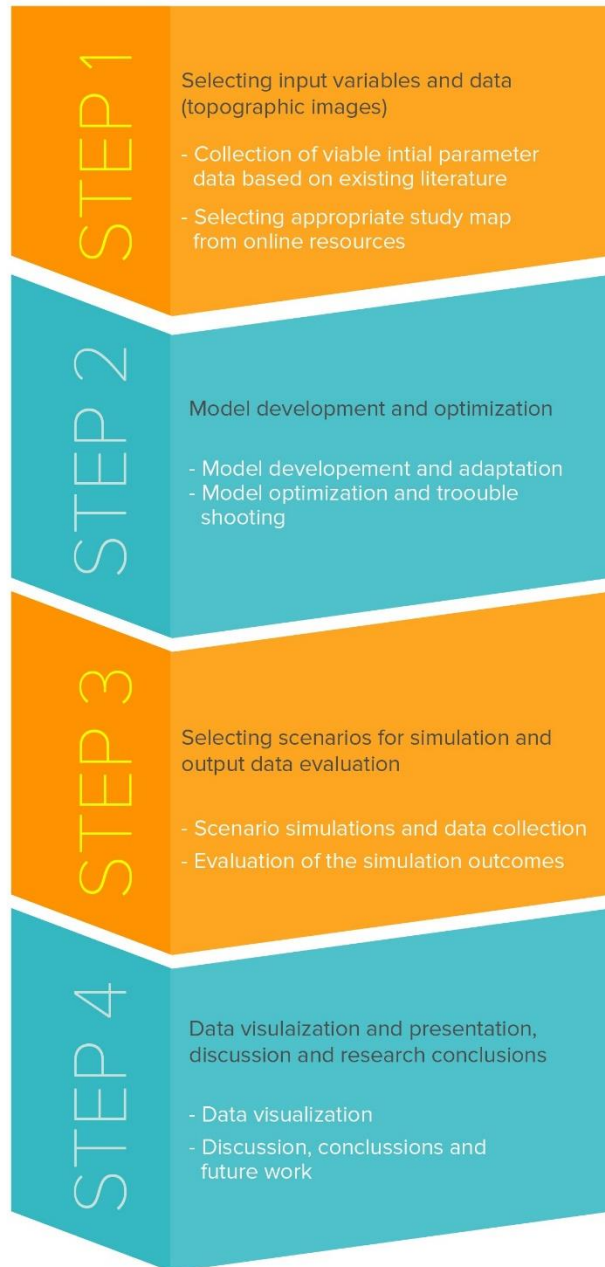 STEP 1
Selecting input variables and data
(topographic images)
- Collection of viable intial parameter
data based on existing literature
- Selecting appropriate study map
from online resources
STEP 2
Model development and optimization
- Model developement and adaptation
- Model optimization and troouble
shooting
STEP 3
Selecting scenarios for simulation and
output data evaluation
- Scenario simulations and data collection
- Evaluation of the simulation outcomes
STEP 4
Data visulaization and presentation,
discussion and research conclusions
- Data visualization
- Discussion, conclussions and
future work